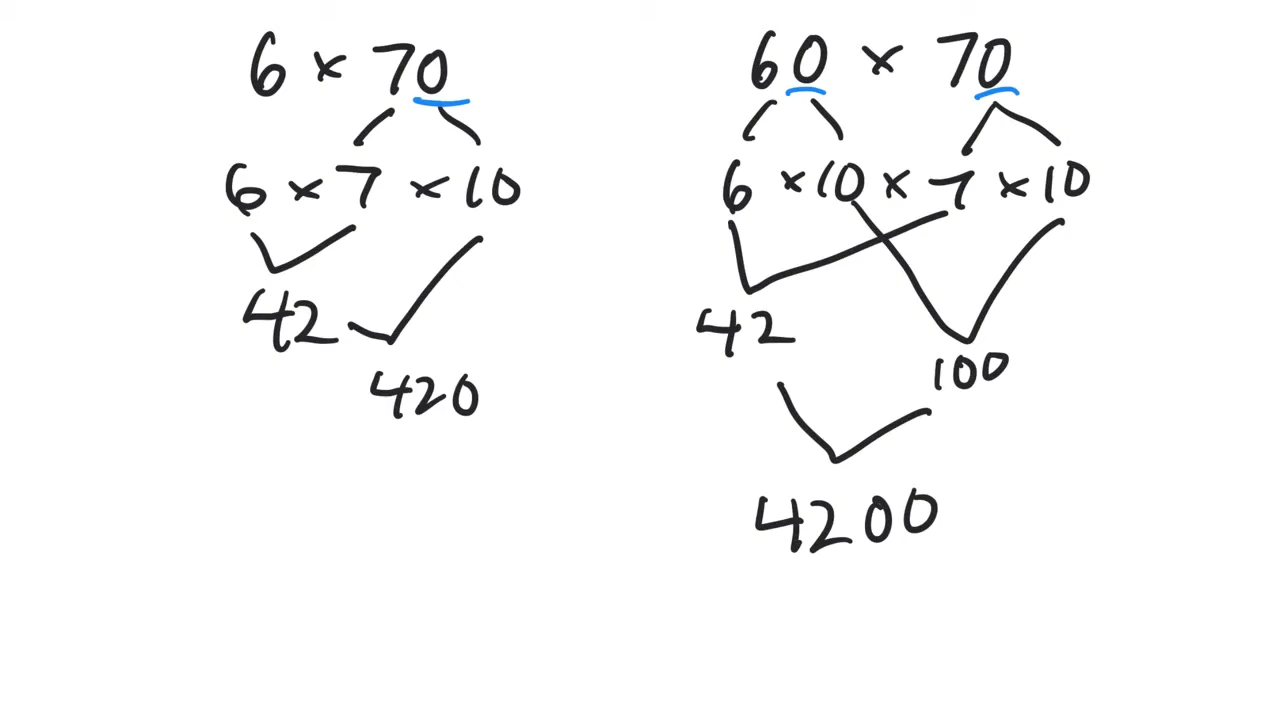 6 × 70
6 × 7 × 10
42
420
60 × 70
6 × 10 × 7 × 10
42
100
4200